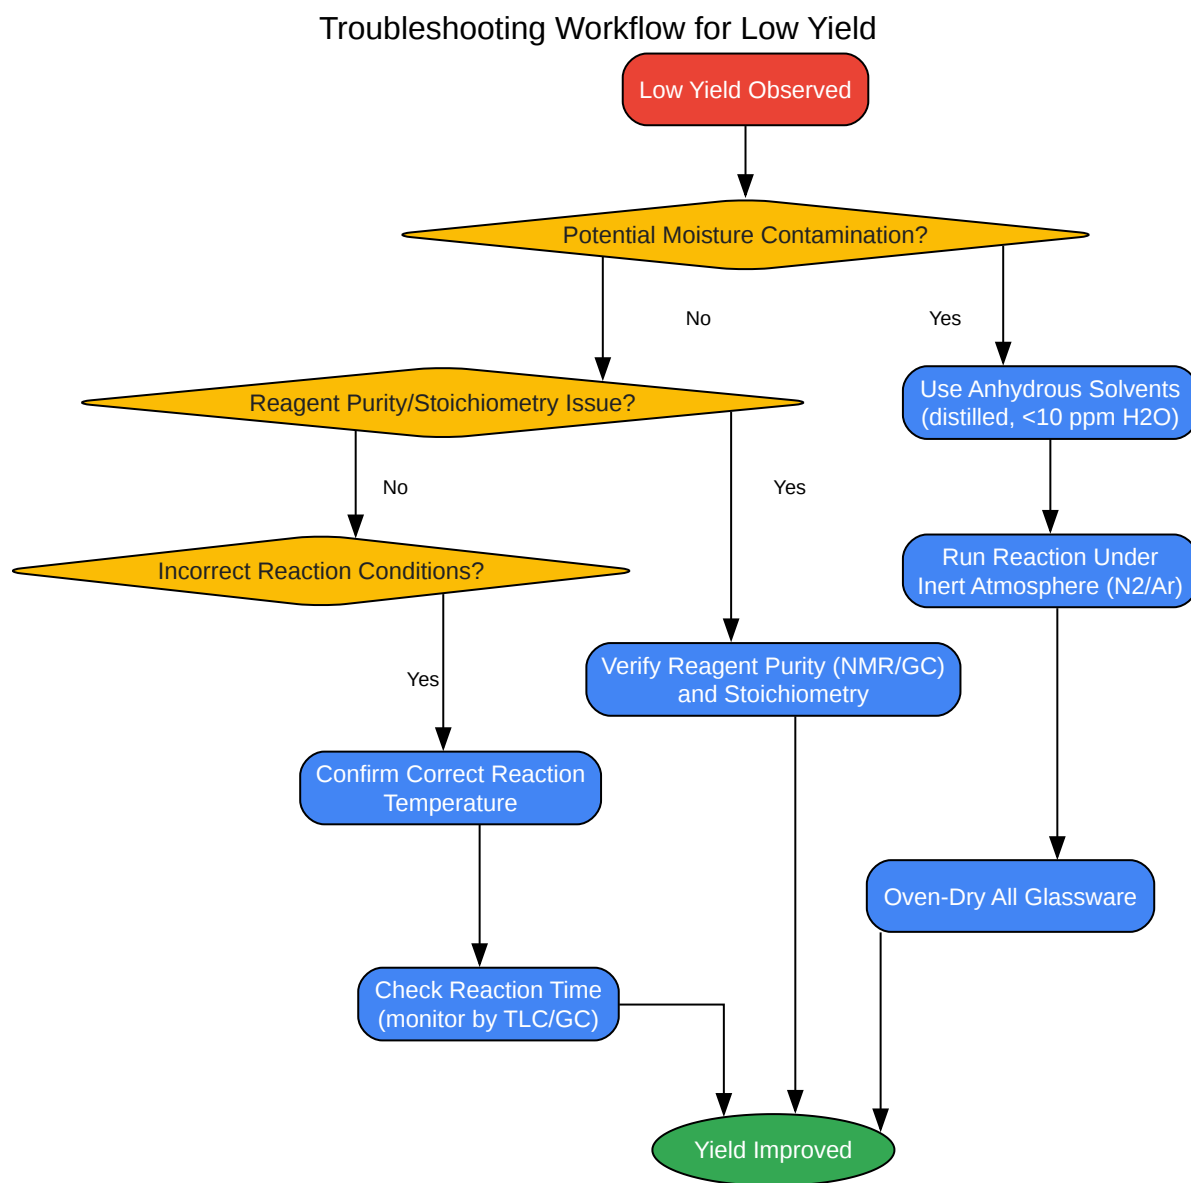 Troubleshooting Workflow for Low Yield
Low Yield Observed
Potential Moisture Contamination?
No
Yes
Use Anhydrous Solvents
(distilled, <10 ppm H2O)
Reagent Purity/Stoichiometry Issue?
No
Yes
Run Reaction Under
Inert Atmosphere (N2/Ar)
Incorrect Reaction Conditions?
Yes
Verify Reagent Purity (NMR/GC)
and Stoichiometry
Confirm Correct Reaction
Temperature
Oven-Dry All Glassware
Check Reaction Time
(monitor by TLC/GC)
Yield Improved